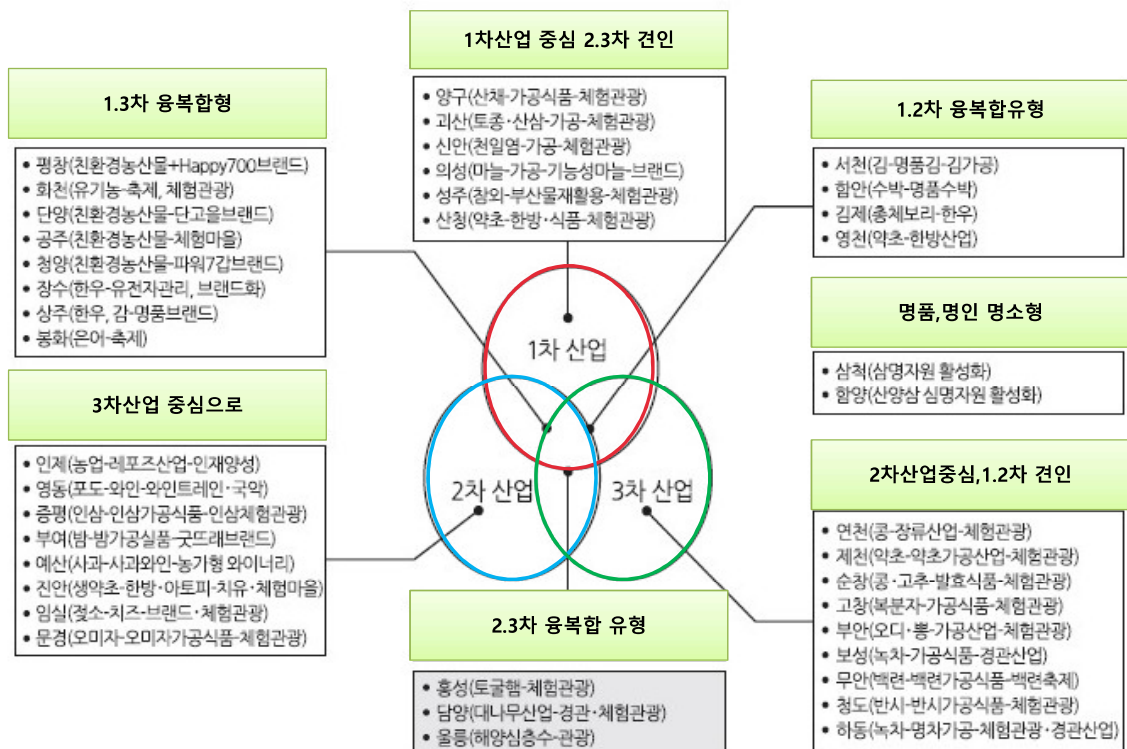 1차산업 중심 2.3차 견인
• 양구(산채-가공식품-체험관광)
• 괴산(토종·산삼-가공-체험관광)
• 신안(천일염-가공-체험관광)
• 의성(마늘-가공-기능성마늘-브랜드)
• 성주(참외-부산물재활용-체험관광)
• 산청(약초-한방·식품-체험관광)
1.3차 융복합형
• 평창(친환경농산물+Happy700브랜드)
• 화천(유기농-축제, 체험관광)
• 단양(친환경농산물-단고을브랜드)
• 공주(친환경농산물-체험마을)
• 청양(친환경농산물-파워7갑브랜드)
• 장수(한우-유전자관리, 브랜드화)
• 상주(한우, 감-명품브랜드)
• 봉화(은어-축제)
1.2차 융복합유형
• 서천(김-명품김-김가공)
• 함안(수박-명품수박)
• 김제(총체보리-한우)
• 영천(약초-한방산업)
명품,명인 명소형
• 삼척(삼명자원 활성화)
• 함양(산양삼 심명자원 활성화)
3차산업 중심으로
• 인제(농업-레포즈산업-인재양성)
• 영동(포도-와인-와인트레인·국악)
• 증평(인삼-인삼가공식품-인삼체험관광)
• 부여(밤-밤가공실품-굿뜨래브랜드)
• 예산(사과-사과와인-농가형 와이너리)
• 진안(생약초-한방·아토피-치유·체험마을)
• 임실(젖소-치즈-브랜드·체험관광)
• 문경(오미자-오미자가공식품-체험관광)
1차 산업
2차 산업
3차 산업
2차산업중심,1.2차 견인
• 연천(콩-장류산업-체험관광)
• 제천(약초-약초가공산업-체험관광)
• 순창(콩·고추-발효식품-체험관광)
• 고창(복분자-가공식품-체험관광)
• 부안(오디·뽕-가공산업-체험관광)
• 보성(녹차-가공식품-경관산업)
• 무안(백련-백련가공식품-백련축제)
• 청도(반시-반시가공식품-체험관광)
• 하동(녹차-명차가공-체험관광·경관산업)
2.3차 융복합 유형
• 홍성(토굴햄-체험관광)
• 담양(대나무산업-경관·체험관광)
• 울릉(해양심층수-관광)